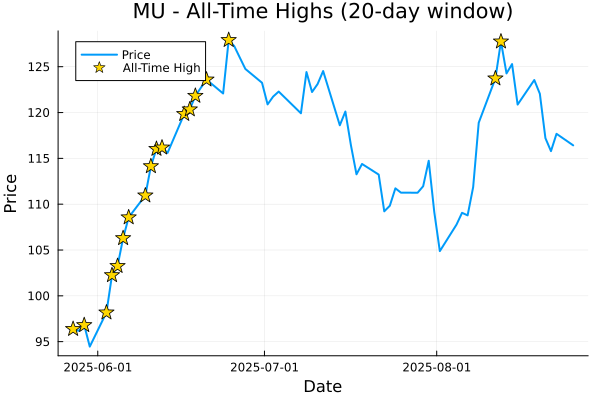 MU - All-Time Highs (20-day window)
Price
All-Time High
125
120
115
110
105
100
95
Price
2025-06-01
2025-07-01
2025-08-01
Date